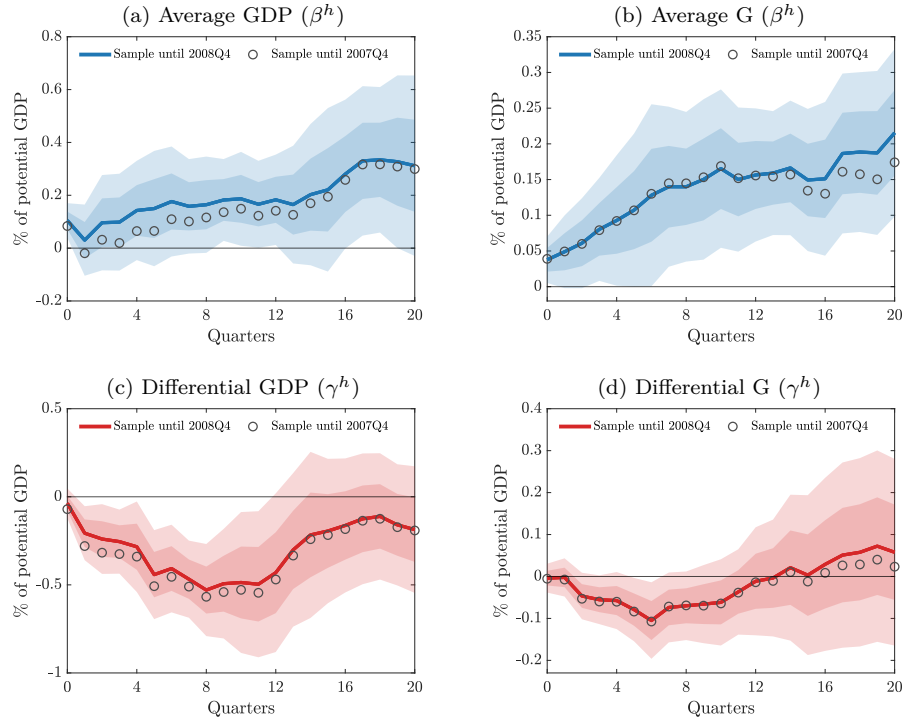 (a) Average GDP (β^h)
Sample until 2008Q4
Sample until 2007Q4
% of potential GDP
0.8
0.6
0.4
0.2
0
-0.2
0
4
8
12
16
20
Quarters
(b) Average G (β^h)
Sample until 2008Q4
Sample until 2007Q4
% of potential GDP
0.35
0.3
0.25
0.2
0.15
0.1
0.05
0
0
4
8
12
16
20
Quarters
(c) Differential GDP (γ^h)
Sample until 2008Q4
Sample until 2007Q4
% of potential GDP
0.5
0
-0.5
-1
0
4
8
12
16
20
Quarters
(d) Differential G (γ^h)
Sample until 2008Q4
Sample until 2007Q4
% of potential GDP
0.4
0.3
0.2
0.1
0
-0.1
-0.2
0
4
8
12
16
20
Quarters